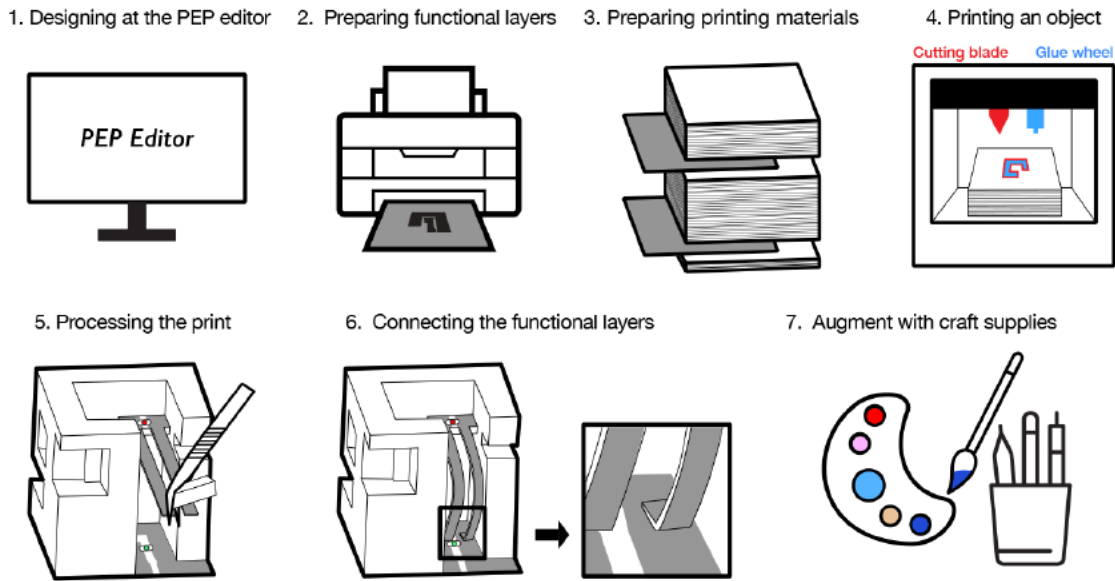 1. Designing at the PEP editor
2. Preparing functional layers
3. Preparing printing materials
4. Printing an object
Cutting blade
Glue wheel
PEP Editor
5. Processing the print
6. Connecting the functional layers
7. Augment with craft supplies